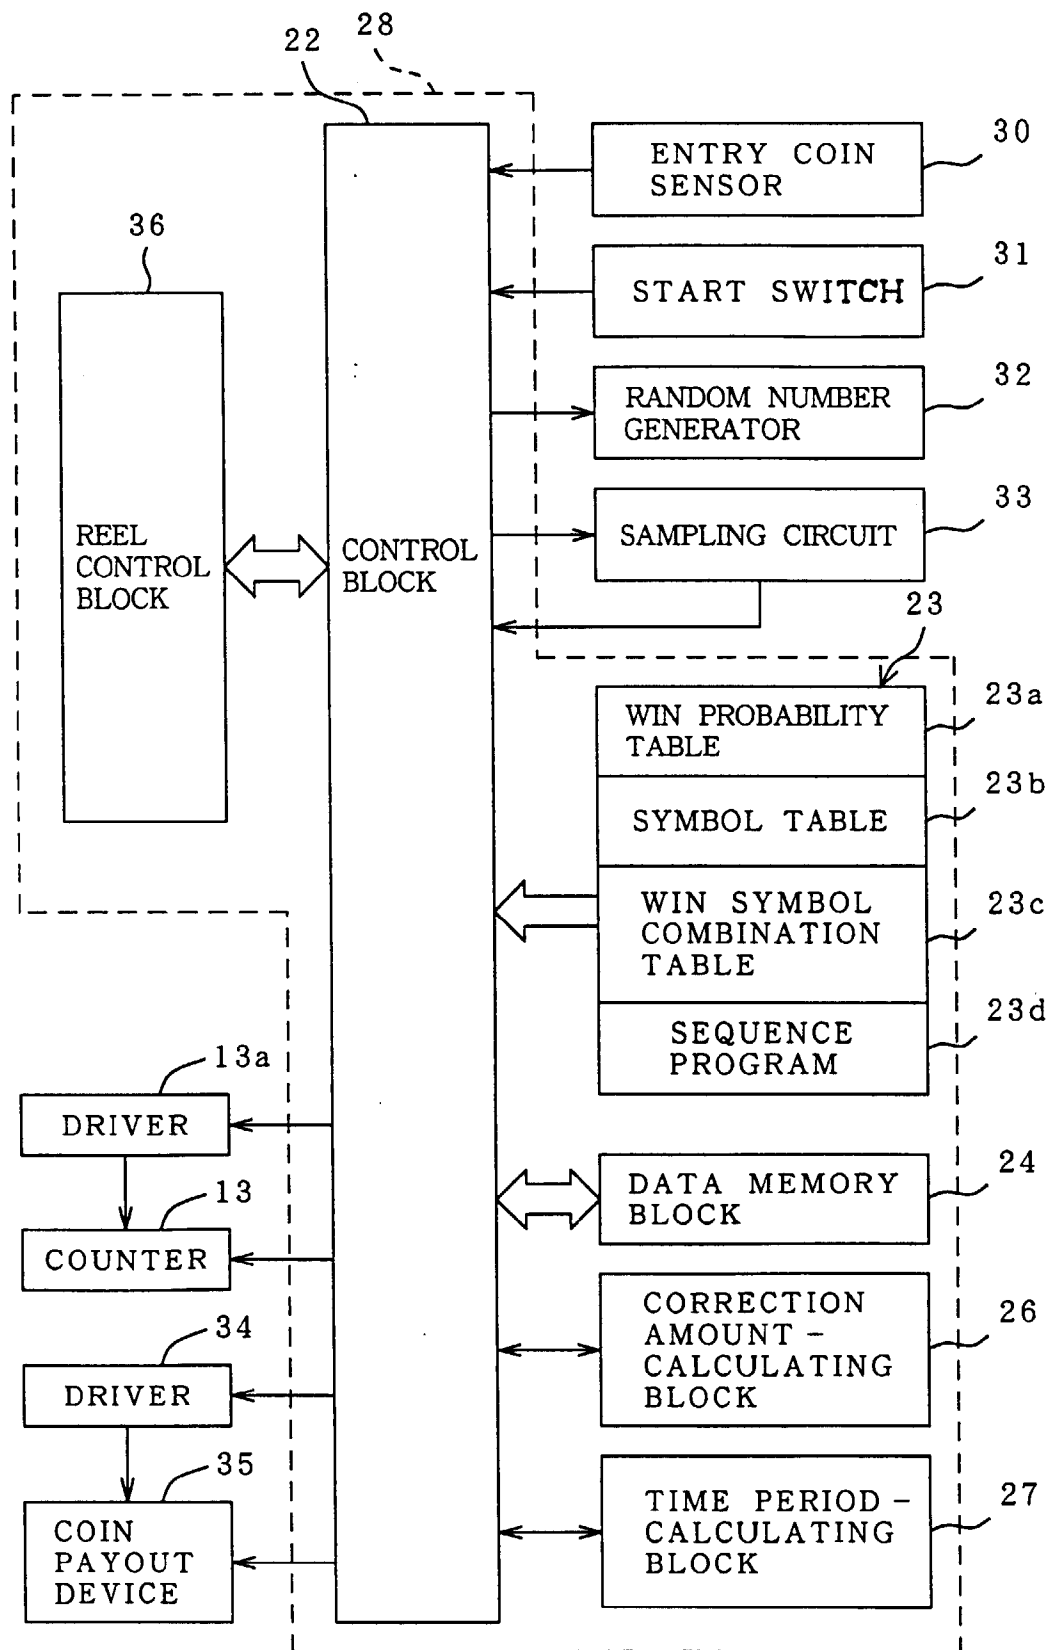 28
22
30
ENTRY COIN
SENSOR
36
31
START SWITCH
32
RANDOM NUMBER
GENERATOR
33
SAMPLING CIRCUIT
REEL
CONTROL
BLOCK
CONTROL
BLOCK
23
23a
WIN PROBABILITY
TABLE
23b
SYMBOL TABLE
23c
WIN SYMBOL
COMBINATION
TABLE
23d
SEQUENCE
PROGRAM
13a
DRIVER
24
DATA MEMORY
BLOCK
13
COUNTER
26
CORRECTION
AMOUNT-
CALCULATING
BLOCK
34
DRIVER
27
TIME PERIOD-
CALCULATING
BLOCK
35
COIN
PAYOUT
DEVICE